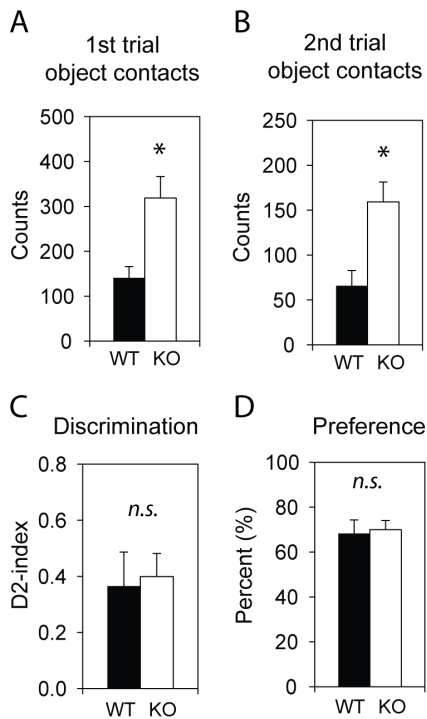 A
1st trial
object contacts
500
400
300
200
100
0
Counts
*
WT KO
B
2nd trial
object contacts
250
200
150
100
50
0
Counts
*
WT KO
C
Discrimination
0.8
0.6
0.4
0.2
0.0
D2-index
n.s.
WT KO
D
Preference
100
80
60
40
20
0
Percent (%)
n.s.
WT KO